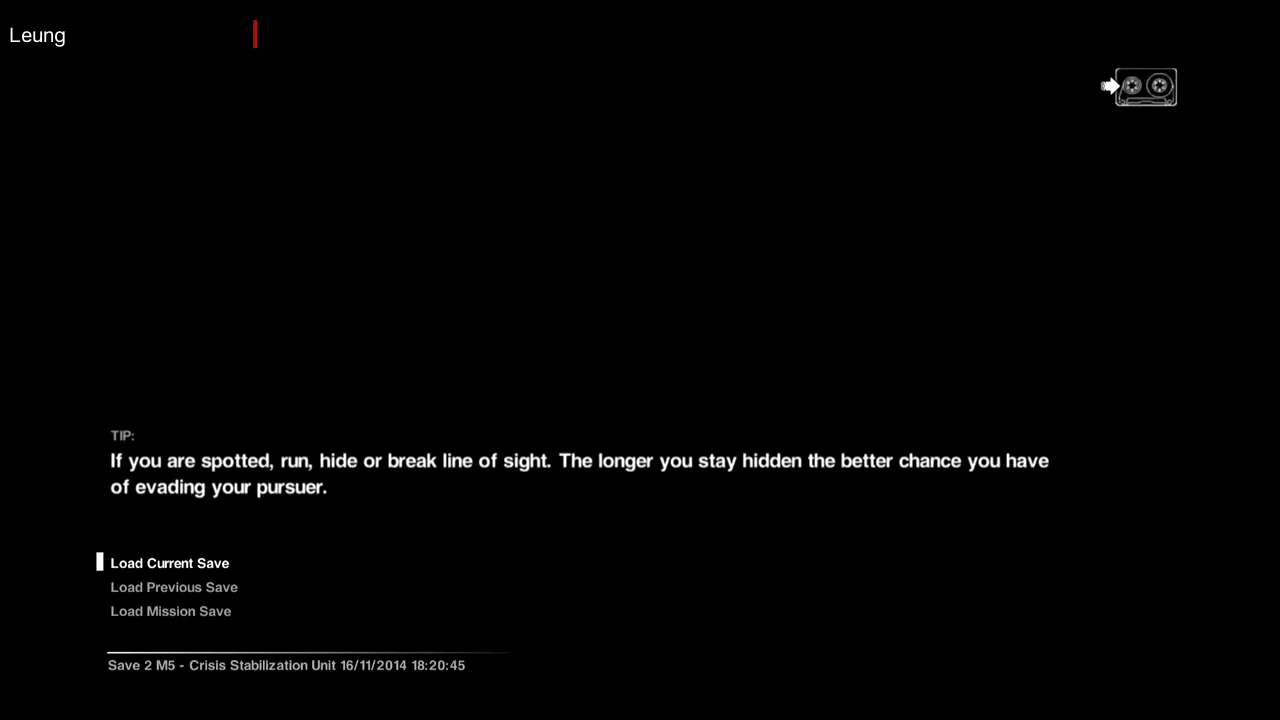 Leung
TIP:
If you are spotted, run, hide or break line of sight. The longer you stay hidden the better chance you have
of evading your pursuer.
Load Current Save
Load Previous Save
Load Mission Save
Save 2 M5 - Crisis Stabilization Unit 16/11/2014 18:20:45